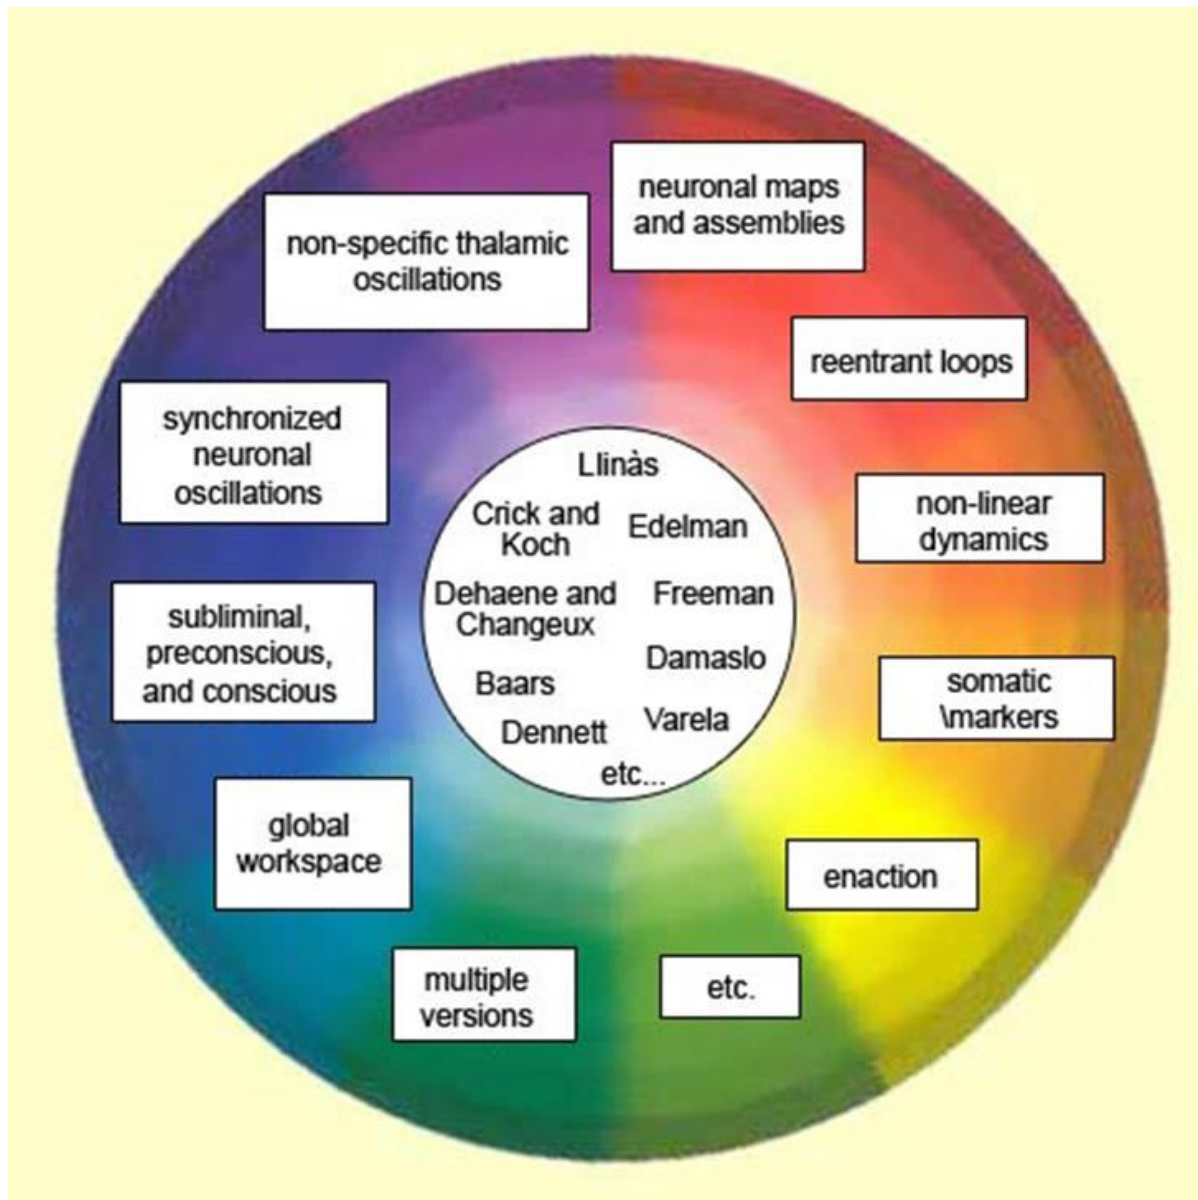 neuronal maps
and assemblies
non-specific thalamic
oscillations
reentrant loops
synchronized
neuronal
oscillations
non-linear
dynamics
subliminal,
preconscious,
and conscious
somatic
\markers
global
workspace
enaction
multiple
versions
etc.
Llinàs
Crick and
Koch
Edelman
Dehaene and
Changeux
Freeman
Damaslo
Baars
Varela
Dennett
etc...